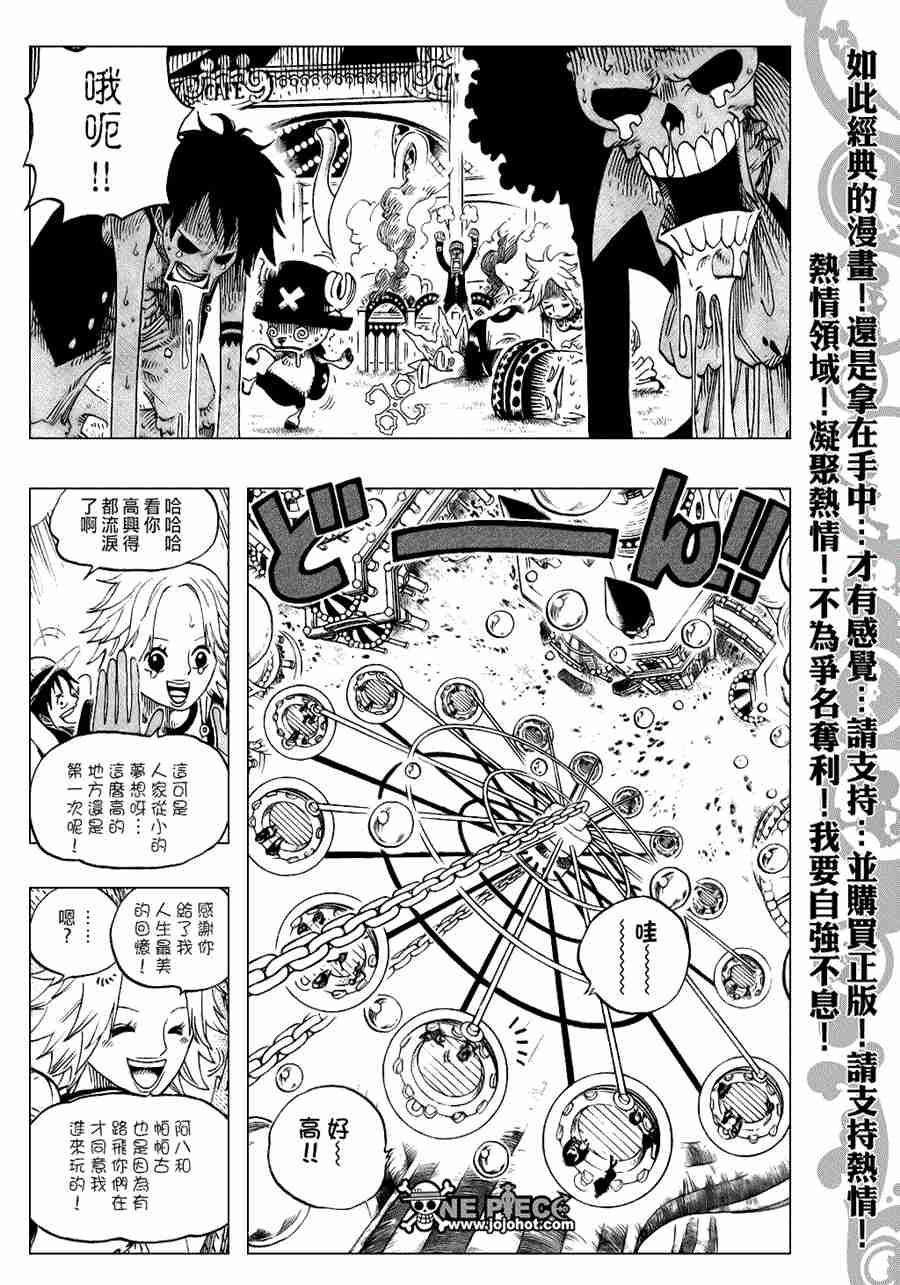 哦
呃!!
CAFE
ど——ん!!
哇
~~
~~
好~
高!!
哈哈哈
看你
高興得
都流淚
了啊
這可是
人家從小的
夢想呀…
這麼高的
地方還是
第一次呢!
感謝你
給了我
人生最美
的回憶!
……
嗯?
阿八和
帕帕古
也是因為有
路飛你們在
才同意我
進來玩的!
ONE PIECE
www.jojohot.com
如此經典的漫畫!還是拿在手中…才有感覺…請支持…並購買正版!請支持熱情!
熱情領域!凝聚熱情!不為爭名奪利!我要自強不息!